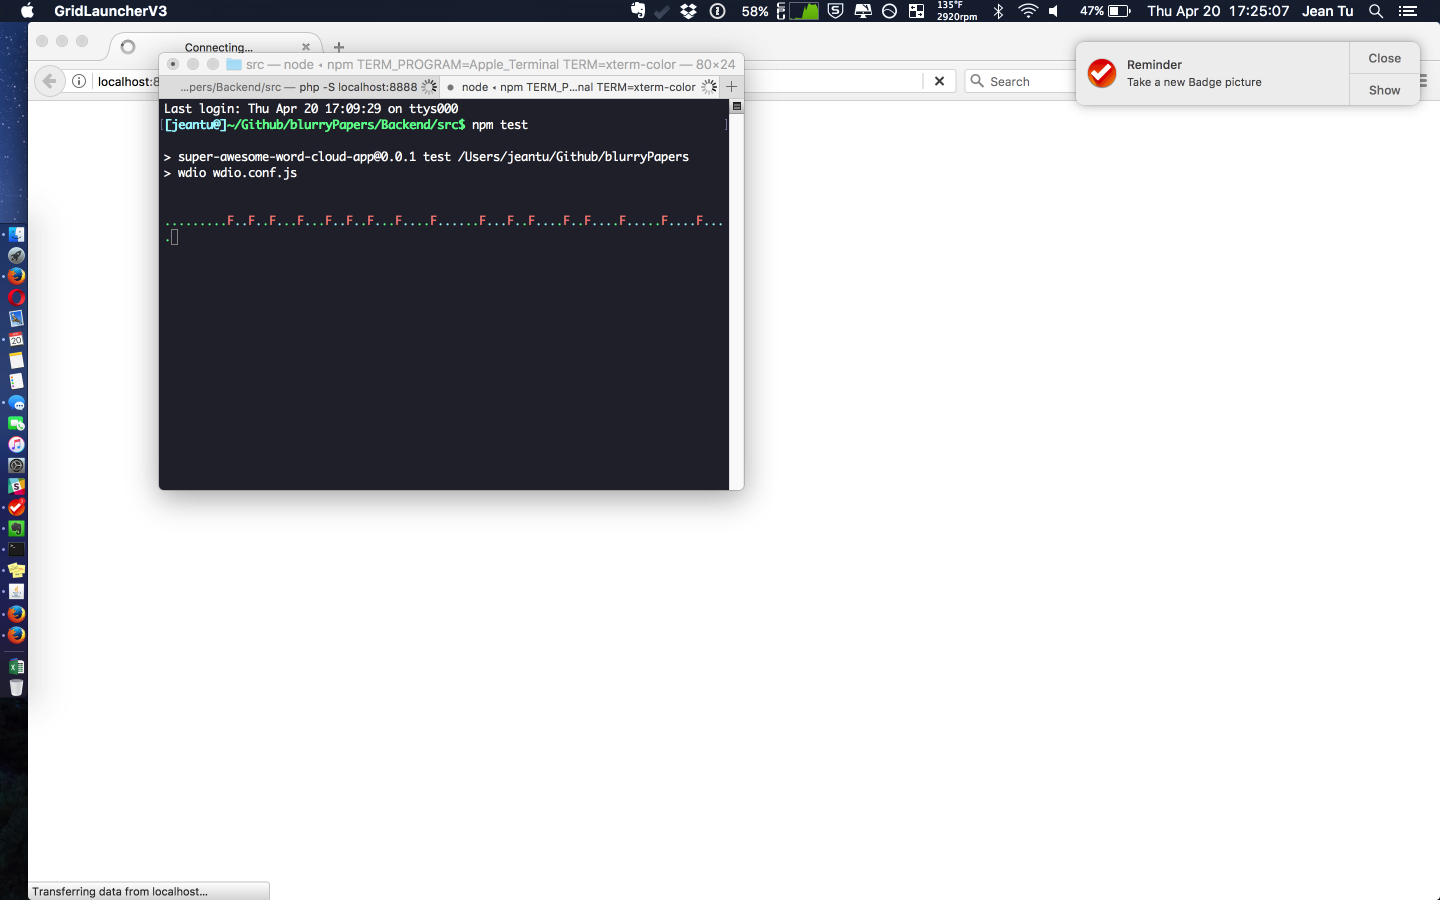 GridLauncherV3
58%
135°F
2920rpm
47%
Thu Apr 20 17:25:07
Jean Tu
Connecting...
localhost:8
Search
src — node ◂ npm TERM_PROGRAM=Apple_Terminal TERM=xterm-color — 80×24
...pers/Backend/src — php -S localhost:8888
node ◂ npm TERM_P...nal TERM=xterm-color
Last login: Thu Apr 20 17:09:29 on ttys000
[jeantu@]~/Github/blurryPapers/Backend/src$ npm test
> super-awesome-word-cloud-app@0.0.1 test /Users/jeantu/Github/blurryPapers
> wdio wdio.conf.js
.........F..F..F...F...F..F..F...F....F......F...F..F....F..F....F.....F....F...
.
Reminder
Take a new Badge picture
Close
Show
20
Transferring data from localhost...